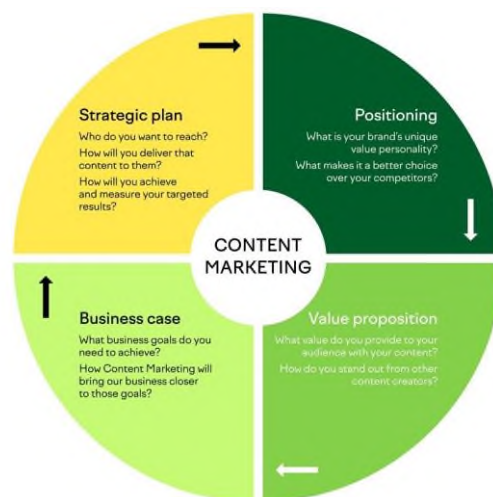 Strategic plan
Who do you want to reach?
How will you deliver that
content to them?
How will you achieve
and measure your targeted
results?
Positioning
What is your brand's unique
value personality?
What makes it a better choice
over your competitors?
CONTENT
MARKETING
Business case
What business goals do you
need to achieve?
How Content Marketing will
bring our business closer
to those goals?
Value proposition
What value do you provide to your
audience with your content?
How do you stand out from other
content creators?